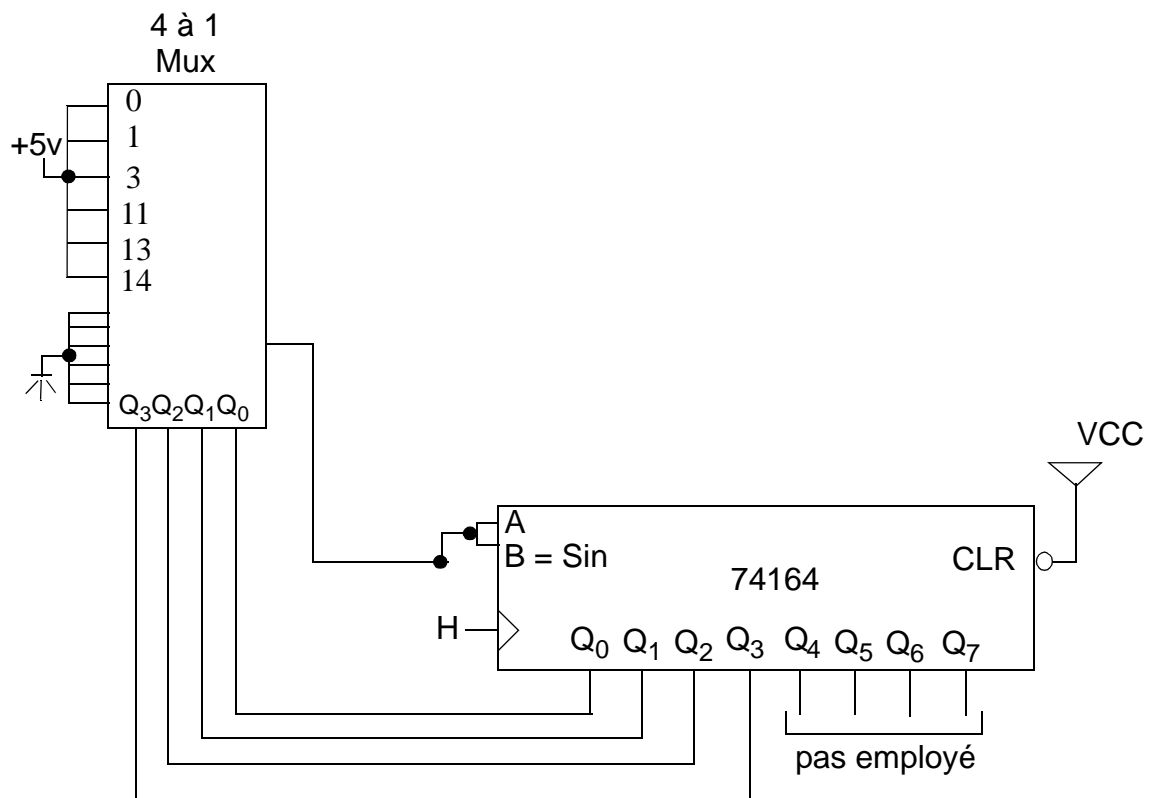 4 à 1
Mux
0
1
+5v
3
11
13
14
Q3Q2Q1Q0
VCC
A
B = Sin
CLR
74164
H
Q0 Q1 Q2 Q3 Q4 Q5 Q6 Q7
pas employé